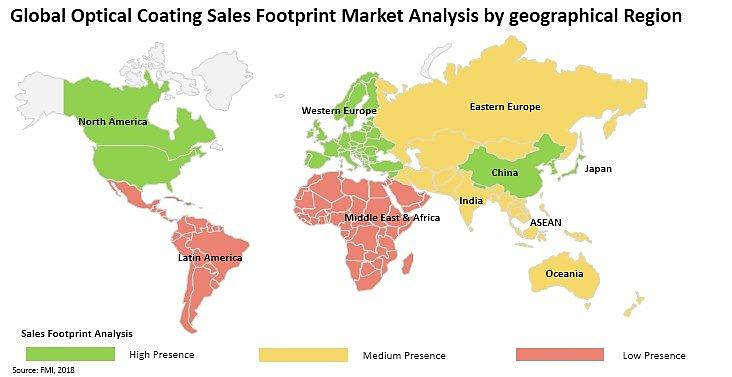 Global Optical Coating Sales Footprint Market Analysis by geographical Region
North America
Western Europe
Eastern Europe
China
Japan
India
Middle East & Africa
ASEAN
Latin America
Oceania
Sales Footprint Analysis
High Presence
Medium Presence
Low Presence
Source: FMI, 2018